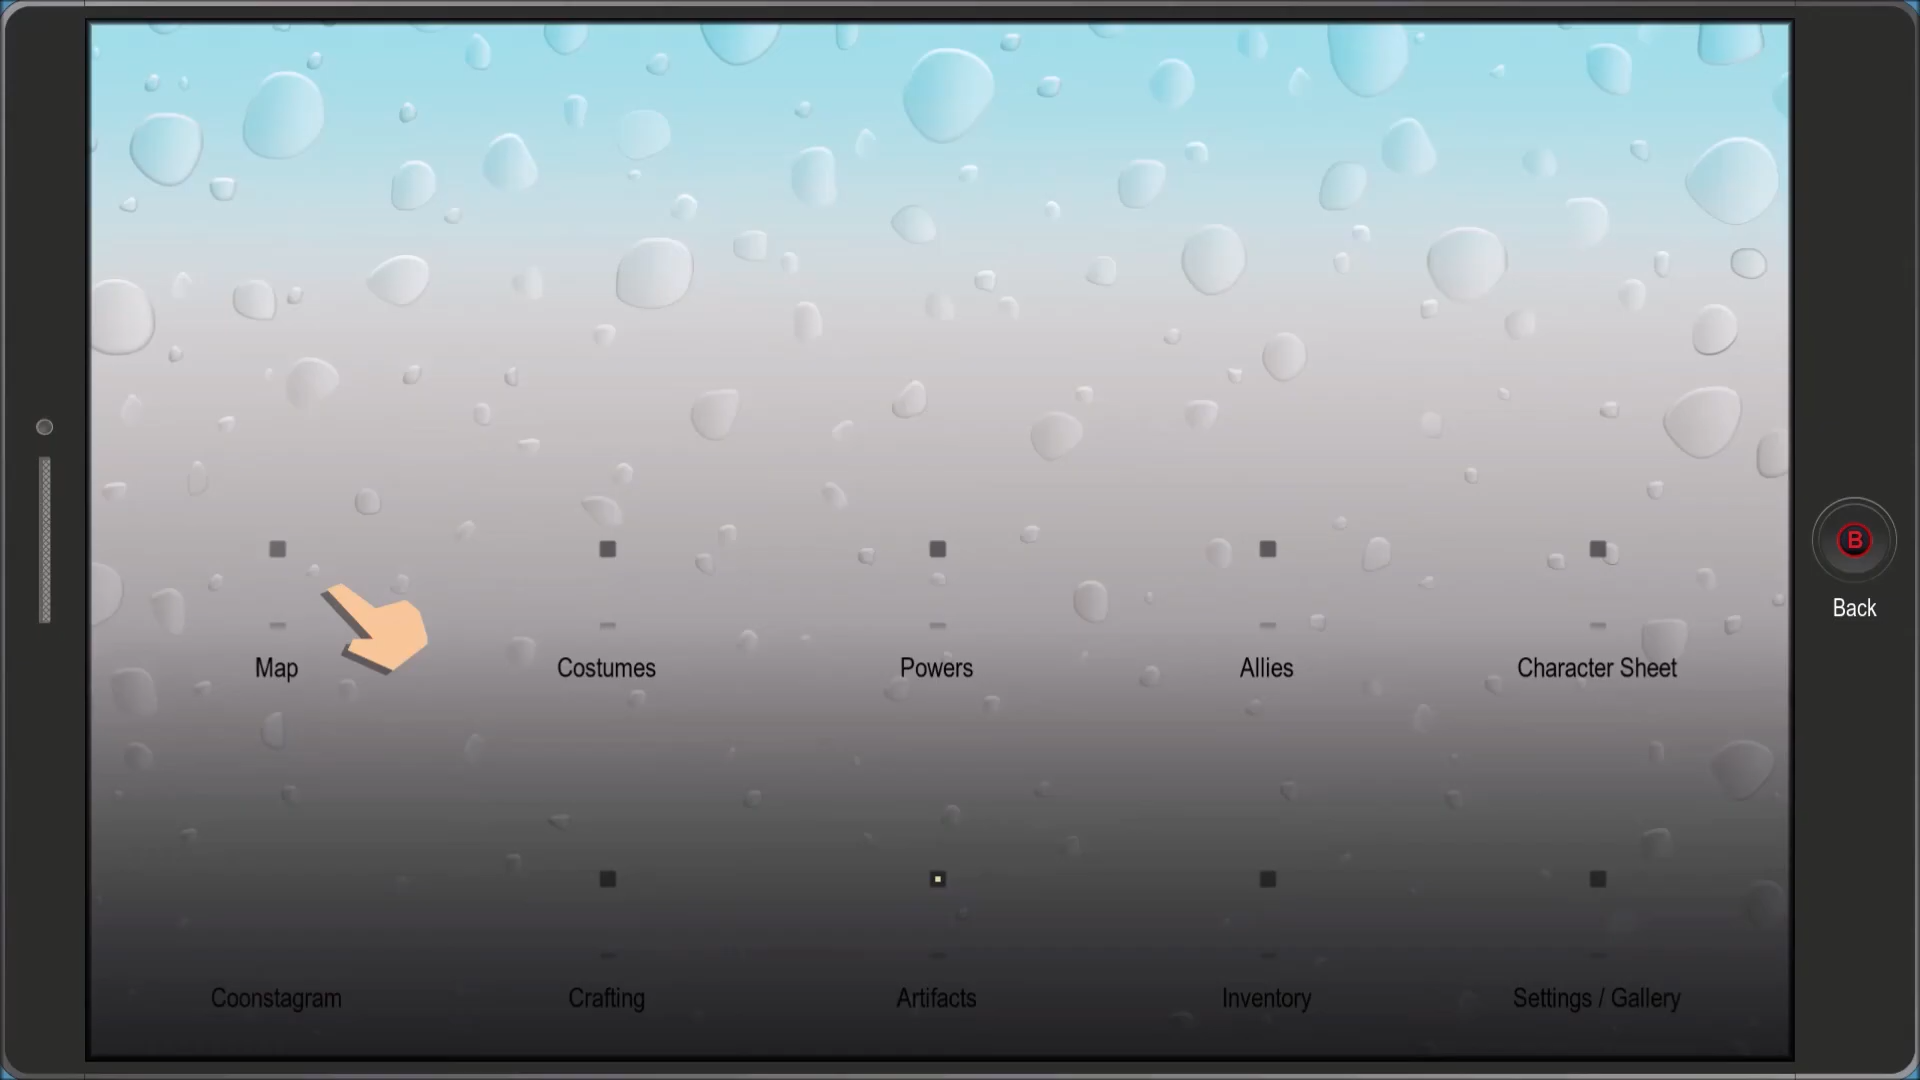 Map
Costumes
Powers
Allies
Character Sheet
B
Back
Coonstagram
Crafting
Artifacts
Inventory
Settings / Gallery